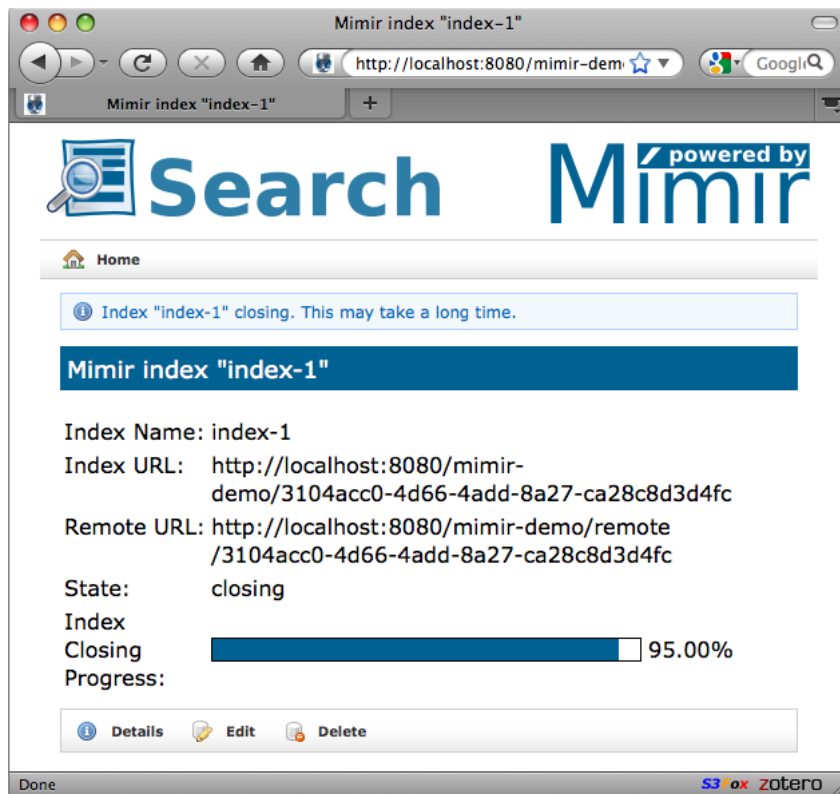 Mimir index "index-1"
http://localhost:8080/mimir-dem
Google
Mimir index "index-1"
+
Search
powered by
Mimir
Home
Index "index-1" closing. This may take a long time.
Mimir index "index-1"
Index Name: index-1
Index URL: http://localhost:8080/mimir-
demo/3104acc0-4d66-4add-8a27-ca28c8d3d4fc
Remote URL: http://localhost:8080/mimir-demo/remote
/3104acc0-4d66-4add-8a27-ca28c8d3d4fc
State: closing
Index
Closing 95.00%
Progress:
Details Edit Delete
Done S3Fox zotero